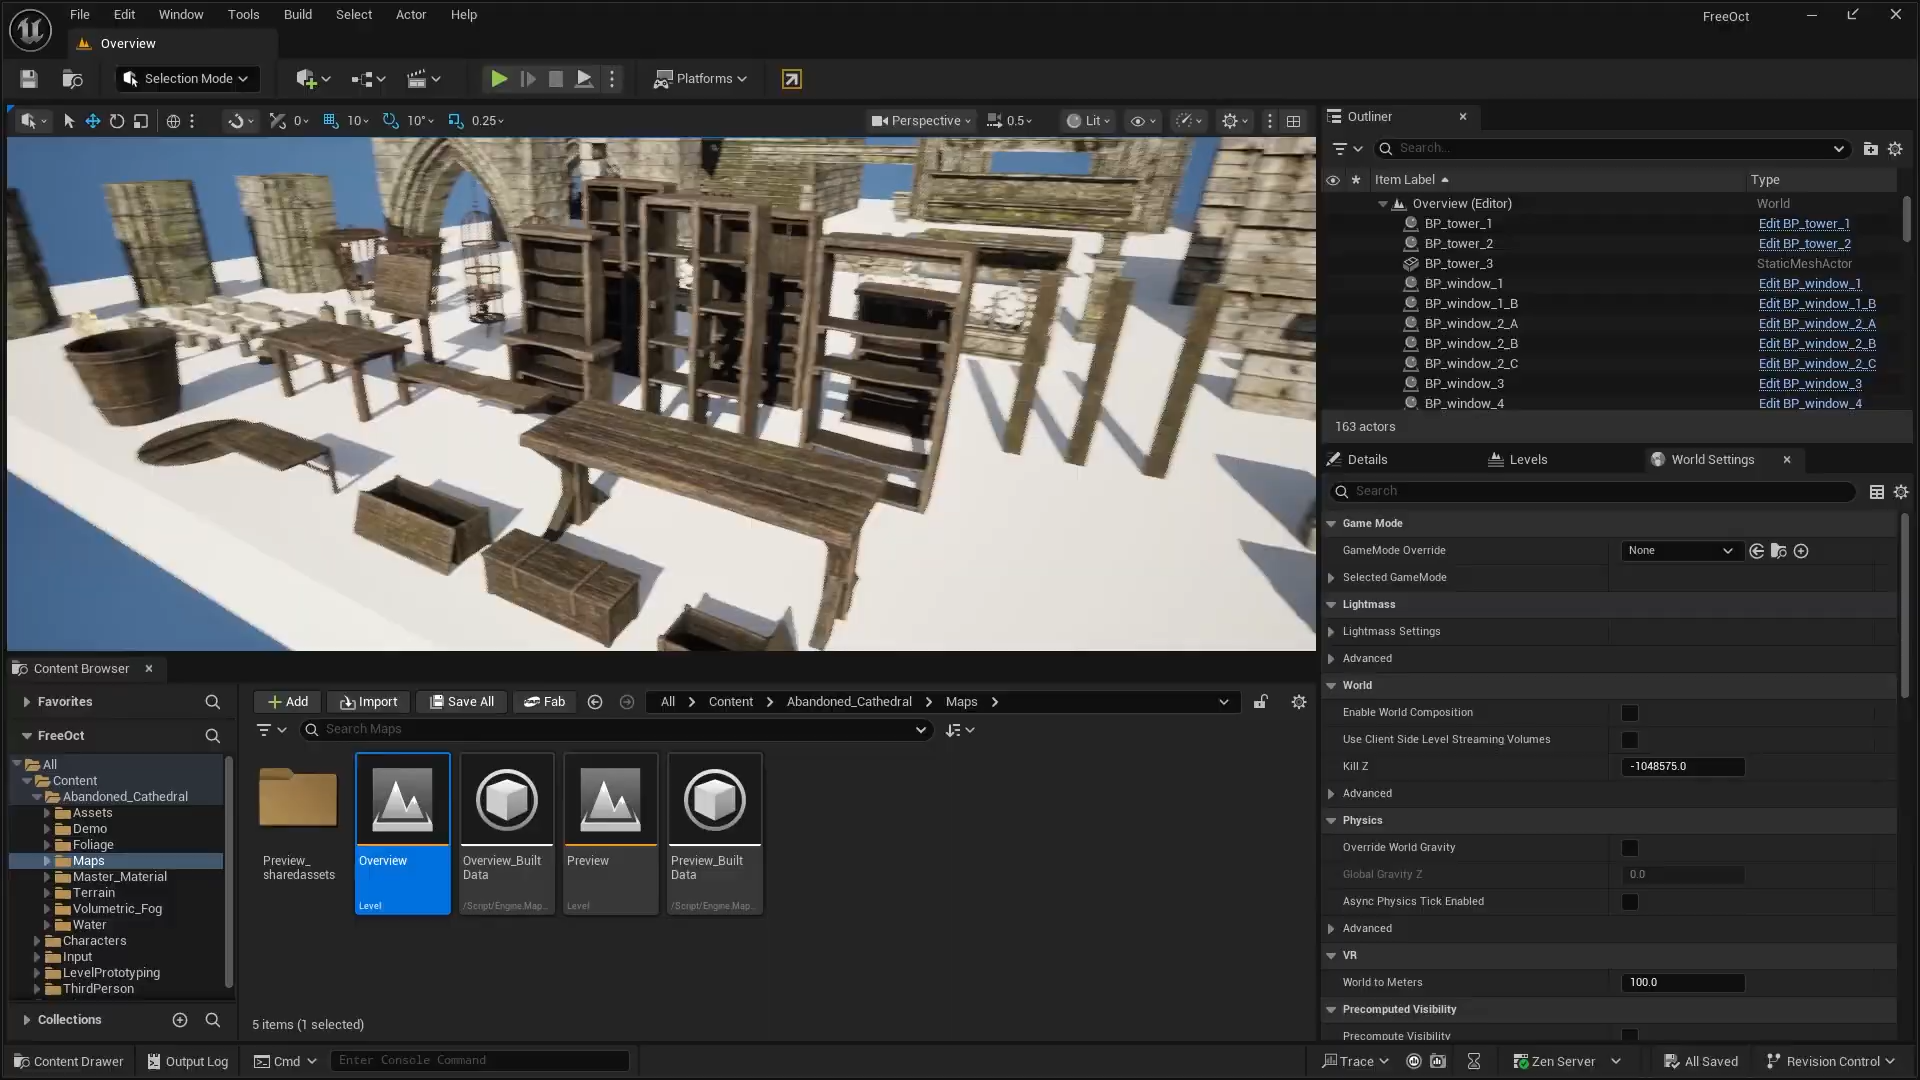 File Edit Window Tools Build Select Actor Help
FreeOct
Overview
Selection Mode
Platforms
0 10 10° 0.25
Perspective 0.5 Lit
Outliner
Search...
Item Label Type
Overview (Editor) World
BP_tower_1 Edit BP_tower_1
BP_tower_2 Edit BP_tower_2
BP_tower_3 StaticMeshActor
BP_window_1 Edit BP_window_1
BP_window_1_B Edit BP_window_1_B
BP_window_2_A Edit BP_window_2_A
BP_window_2_B Edit BP_window_2_B
BP_window_2_C Edit BP_window_2_C
BP_window_3 Edit BP_window_3
BP_window_4 Edit BP_window_4
163 actors
Details Levels World Settings
Search
Game Mode
GameMode Override None
Selected GameMode
Lightmass
Lightmass Settings
Advanced
World
Enable World Composition
Use Client Side Level Streaming Volumes
Kill Z -1048575.0
Advanced
Physics
Override World Gravity
Global Gravity Z 0.0
Async Physics Tick Enabled
Advanced
VR
World to Meters 100.0
Precomputed Visibility
Precompute Visibility
Content Browser
Favorites
FreeOct
All
Content
Abandoned_Cathedral
Assets
Demo
Foliage
Maps
Master_Material
Terrain
Volumetric_Fog
Water
Characters
Input
LevelPrototyping
ThirdPerson
Collections
Add Import Save All Fab
All Content Abandoned_Cathedral Maps
Search Maps
Preview_
sharedassets
Overview
Level
Overview_Built
Data
/Script/Engine.Map...
Preview
Level
Preview_Built
Data
/Script/Engine.Map...
5 items (1 selected)
Content Drawer Output Log Cmd Enter Console Command
Trace Zen Server All Saved Revision Control